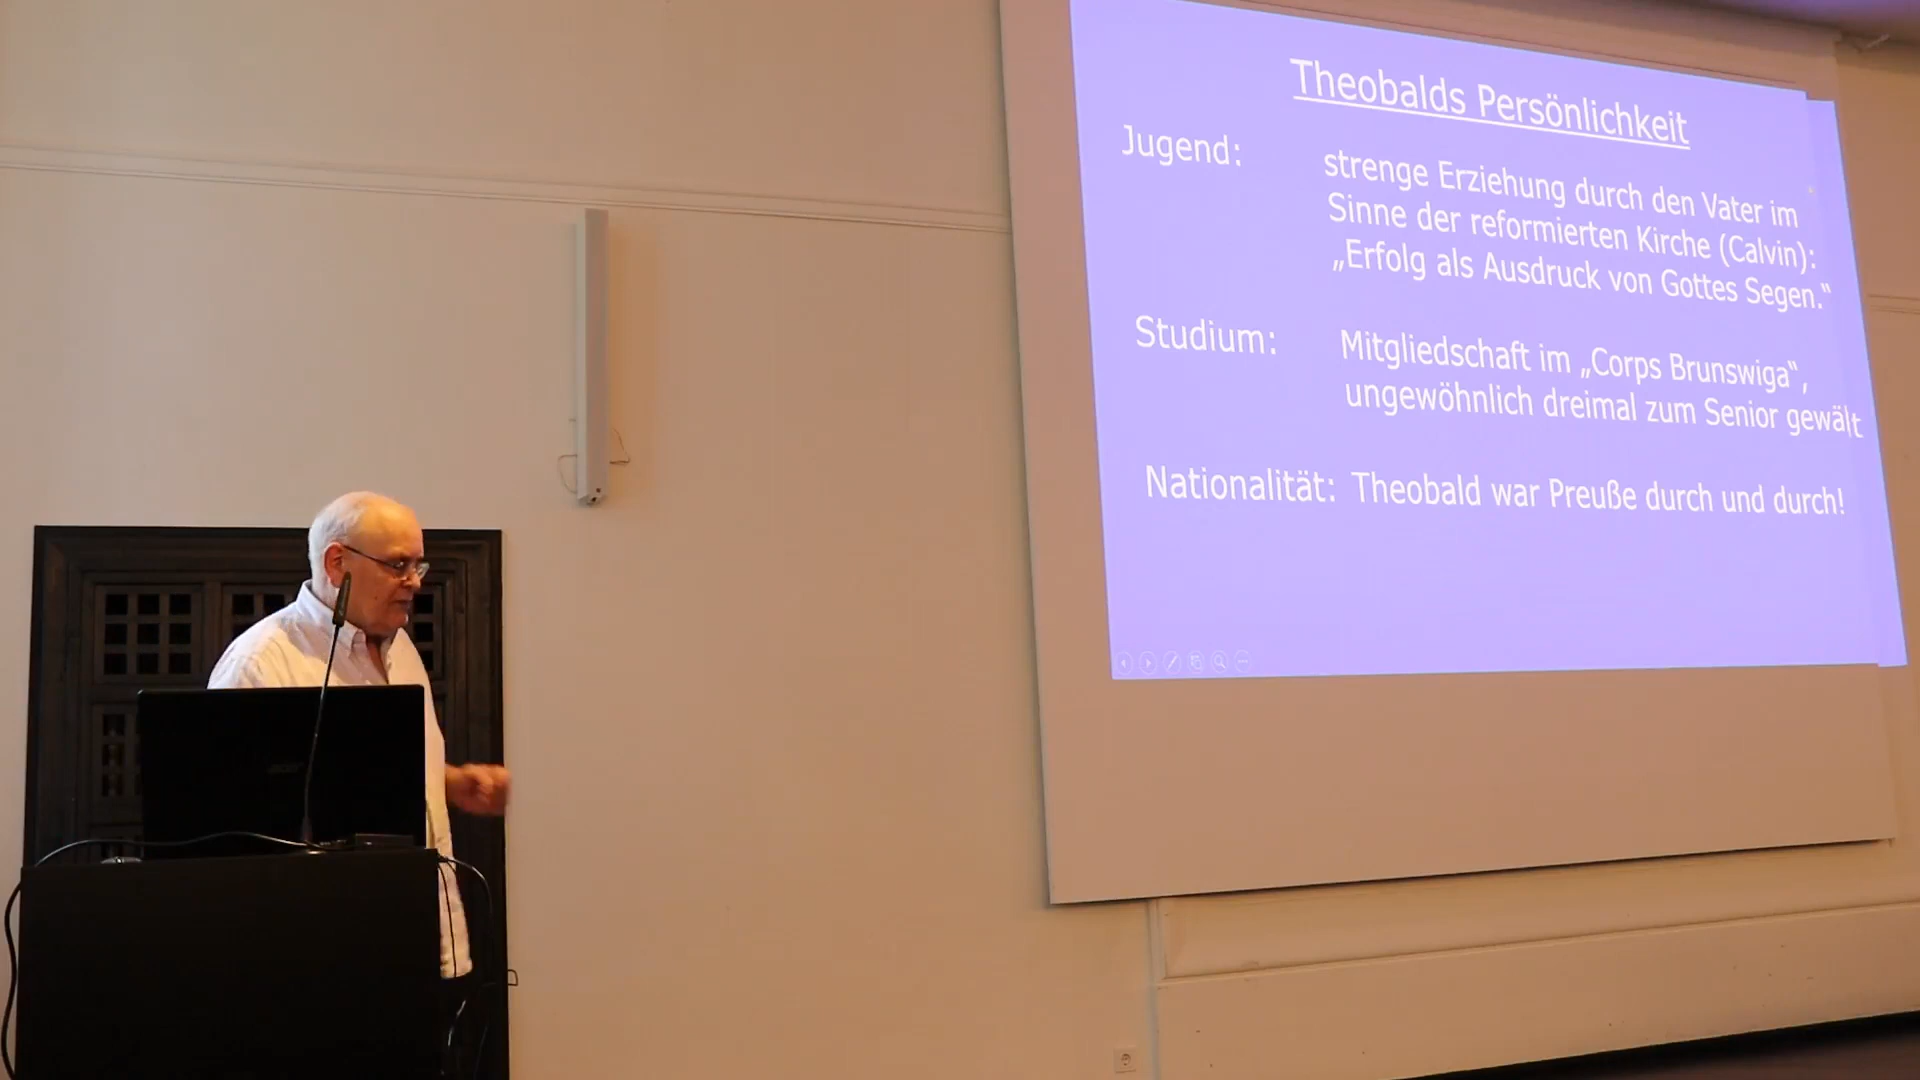 Theobalds Persönlichkeit
Jugend: strenge Erziehung durch den Vater im
Sinne der reformierten Kirche (Calvin):
„Erfolg als Ausdruck von Gottes Segen.“
Studium: Mitgliedschaft im „Corps Brunswiga“,
ungewöhnlich dreimal zum Senior gewält
Nationalität: Theobald war Preuße durch und durch!